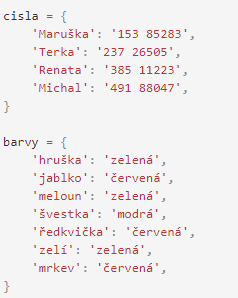 cisla = {
    'Maruška': '153 85283',
    'Terka': '237 26505',
    'Renata': '385 11223',
    'Michal': '491 88047',
}
barvy = {
    'hruška': 'zelená',
    'jablko': 'červená',
    'meloun': 'zelená',
    'švestka': 'modrá',
    'ředkvička': 'červená',
    'zelí': 'zelená',
    'mrkev': 'červená',
}